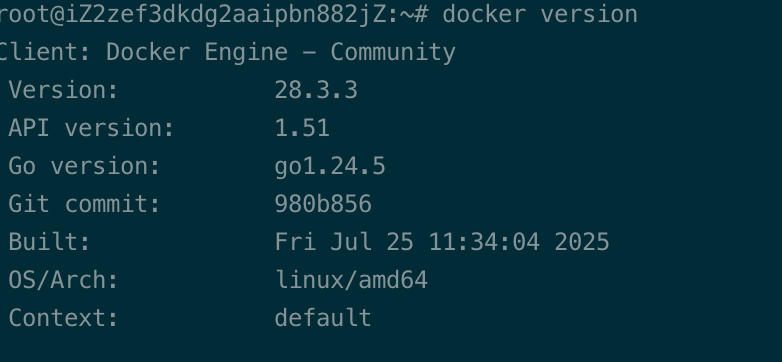 root@iZ2zef3dkdg2aaipbn882jZ:~# docker version
Client: Docker Engine – Community
Version: 28.3.3
API version: 1.51
Go version: go1.24.5
Git commit: 980b856
Built: Fri Jul 25 11:34:04 2025
OS/Arch: linux/amd64
Context: default